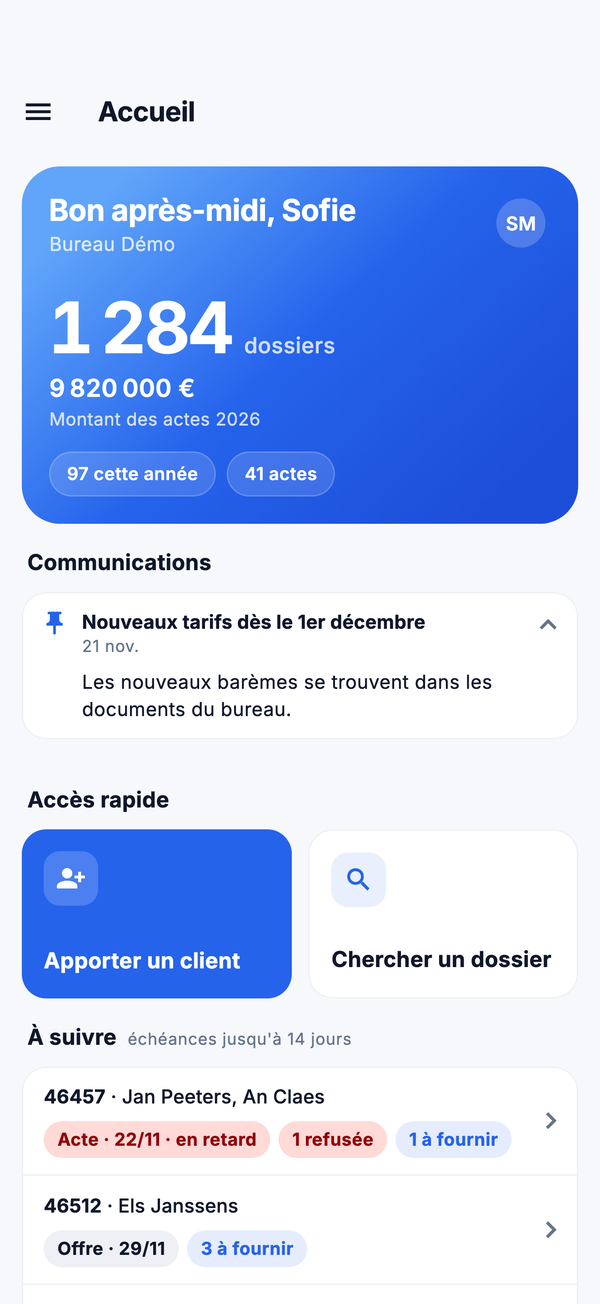 Accueil
Bon après-midi, Sofie
SM
Bureau Démo
1 284 dossiers
9 820 000 €
Montant des actes 2026
97 cette année
41 actes
Communications
Nouveaux tarifs dès le 1er décembre
21 nov.
Les nouveaux barèmes se trouvent dans les
documents du bureau.
Accès rapide
Apporter un client
Chercher un dossier
À suivre échéances jusqu'à 14 jours
46457 · Jan Peeters, An Claes
Acte · 22/11 · en retard
1 refusée
1 à fournir
46512 · Els Janssens
Offre · 29/11
3 à fournir